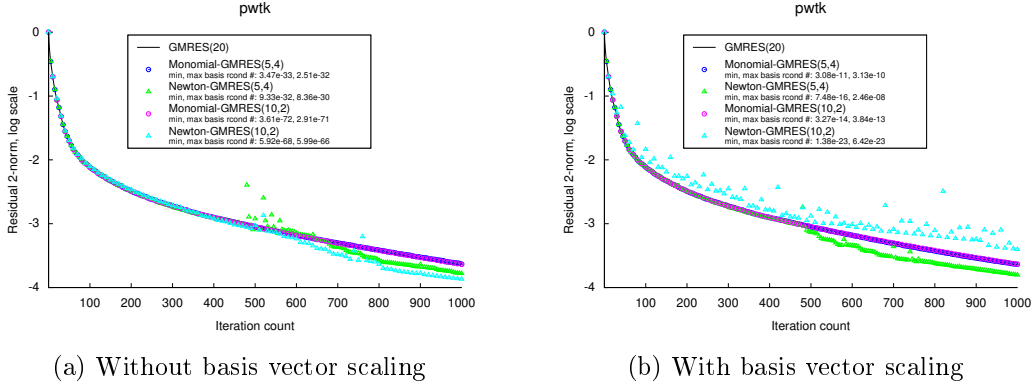 pwtk
0
-1
-2
-3
-4
Residual 2-norm, log scale
GMRES(20)
Monomial-GMRES(5,4)
min, max basis rcond #: 3.47e-33, 2.51e-32
Newton-GMRES(5,4)
min, max basis rcond #: 9.33e-32, 8.36e-30
Monomial-GMRES(10,2)
min, max basis rcond #: 3.61e-72, 2.91e-71
Newton-GMRES(10,2)
min, max basis rcond #: 5.92e-68, 5.99e-66
100 200 300 400 500 600 700 800 900 1000
Iteration count
(a) Without basis vector scaling
pwtk
0
-1
-2
-3
-4
Residual 2-norm, log scale
GMRES(20)
Monomial-GMRES(5,4)
min, max basis rcond #: 3.08e-11, 3.13e-10
Newton-GMRES(5,4)
min, max basis rcond #: 7.48e-16, 2.46e-08
Monomial-GMRES(10,2)
min, max basis rcond #: 3.27e-14, 3.84e-13
Newton-GMRES(10,2)
min, max basis rcond #: 1.38e-23, 6.42e-23
100 200 300 400 500 600 700 800 900 1000
Iteration count
(b) With basis vector scaling